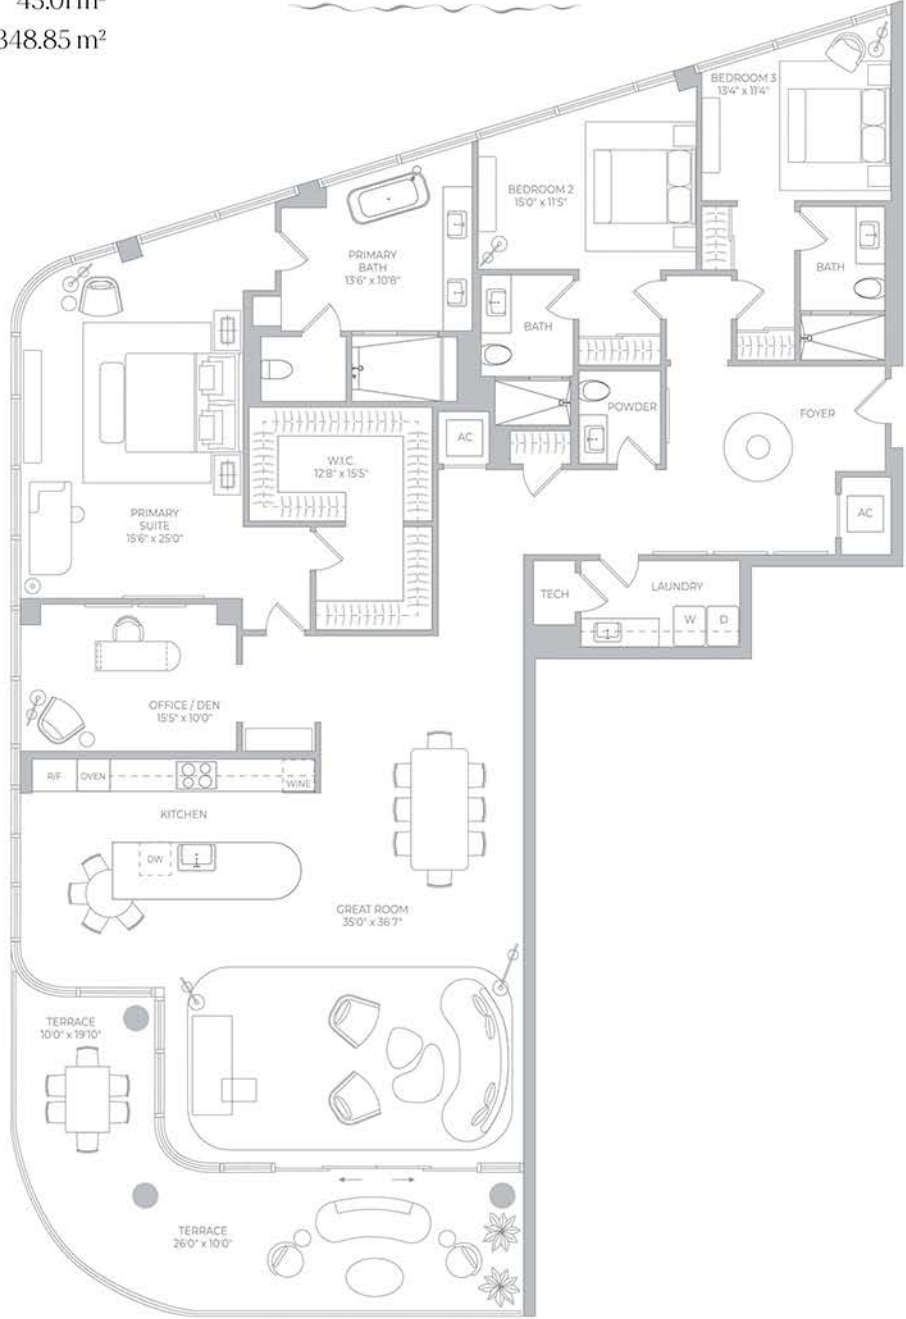 348.85 m²
BEDROOM 3
13'4" x 11'4"
BEDROOM 2
15'0" x 11'5"
PRIMARY
BATH
13'6" x 10'8"
BATH
BATH
POWDER
FOYER
AC
W.I.C.
12'8" x 15'5"
PRIMARY
SUITE
15'6" x 25'0"
AC
TECH
LAUNDRY
W
D
OFFICE / DEN
15'5" x 10'0"
R/F
OVEN
WINE
KITCHEN
DW
GREAT ROOM
35'0" x 36'7"
TERRACE
10'0" x 19'10"
TERRACE
26'0" x 10'0"